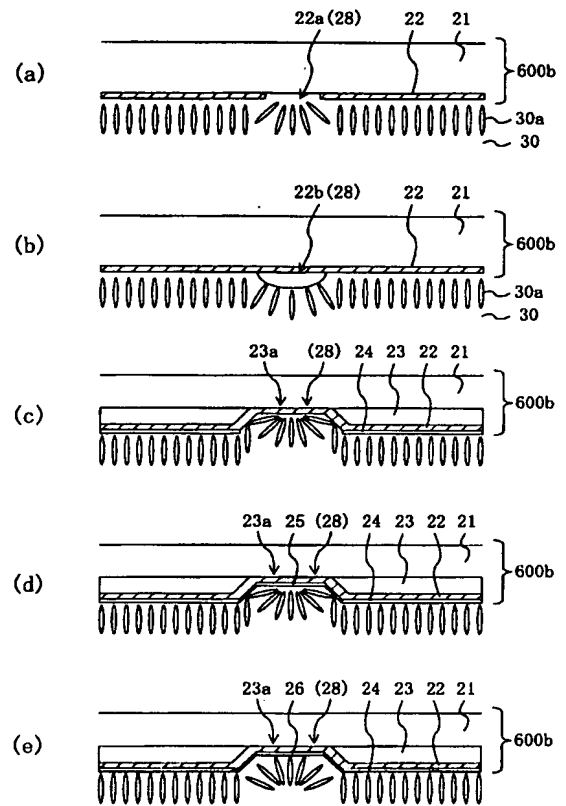 (a)
22a(28) 22 21
600b
30a
30
(b)
22b(28) 22 21
600b
30a
30
(c)
23a (28) 24 23 22 21
600b
(d)
23a 25 (28) 24 23 22 21
600b
(e)
23a 26 (28) 24 23 22 21
600b